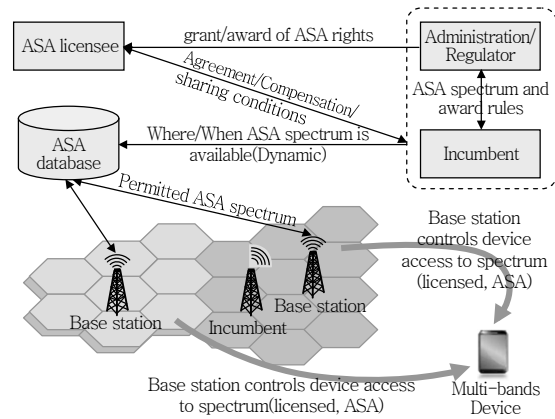 ASA licensee
grant/award of ASA rights
Administration/
Regulator
Agreement/Compensation/
sharing conditions
ASA spectrum and
award rules
ASA
database
Where/When ASA spectrum is
available(Dynamic)
Incumbent
Permitted ASA spectrum
Base station
controls device
access to spectrum
(licensed, ASA)
Base station
Incumbent
Base station
Base station controls device access
to spectrum(licensed, ASA)
Multi-bands
Device